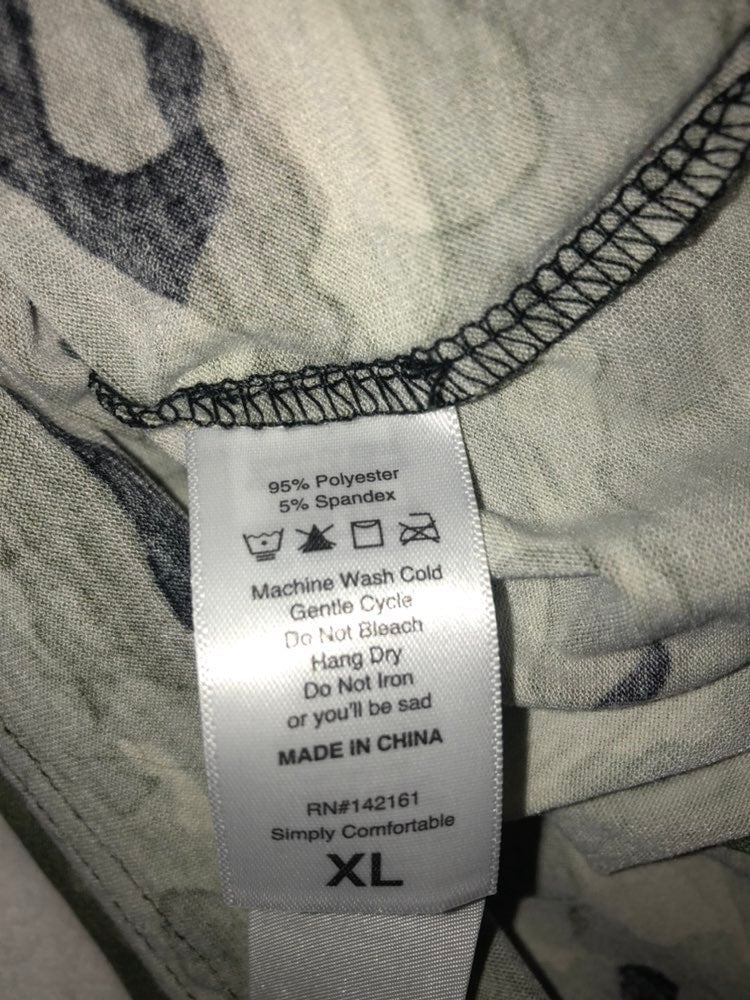 95% Polyester
5% Spandex
Machine Wash Cold
Gentle Cycle
Do Not Bleach
Hang Dry
Do Not Iron
or you'll be sad
MADE IN CHINA
RN#142161
Simply Comfortable
XL